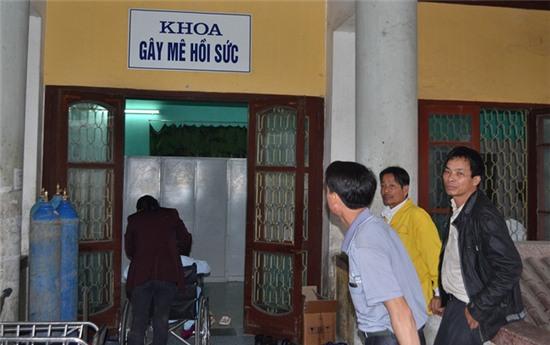 KHOA
GÂY MÊ HỒI SỨC